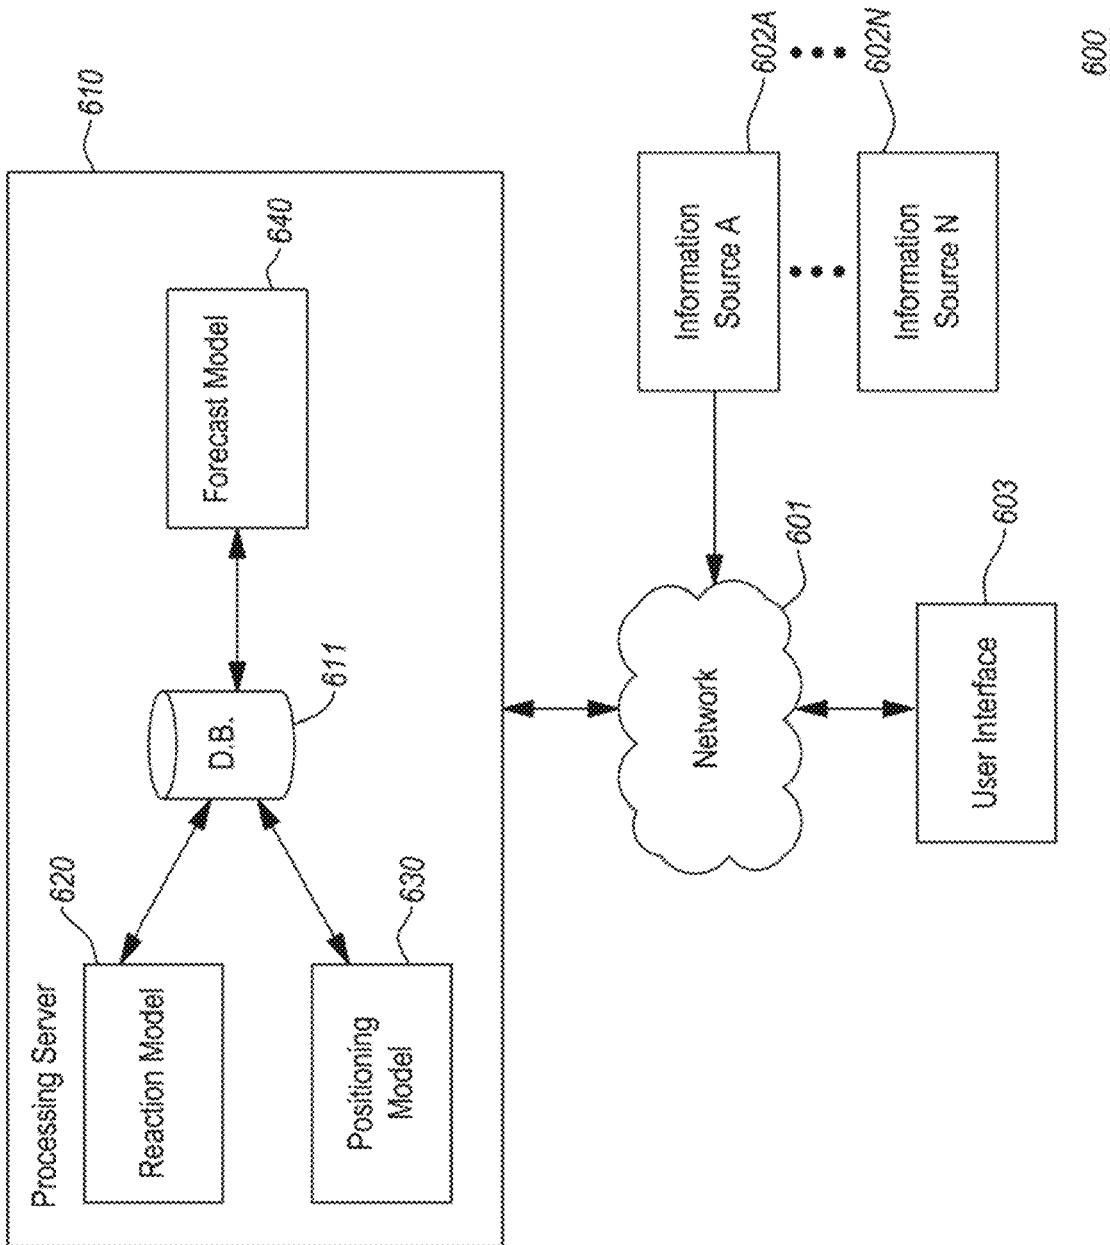 Processing Server
610
620
Reaction Model
640
Forecast Model
D.B.
611
630
Positioning
Model
602A
Information
Source A
601
Network
602N
Information
Source N
603
User Interface
600